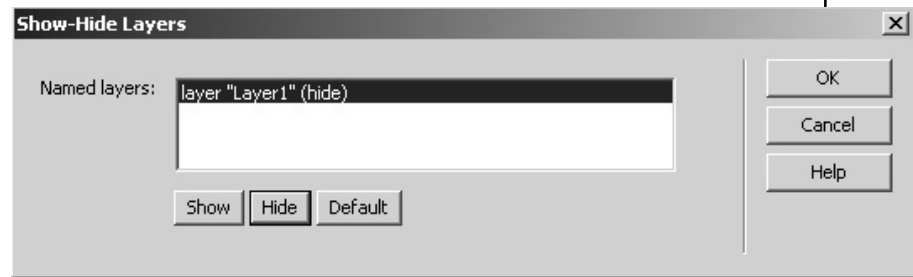 Show-Hide Layers
Named layers:
layer "Layer1" (hide)
Show Hide Default
OK
Cancel
Help